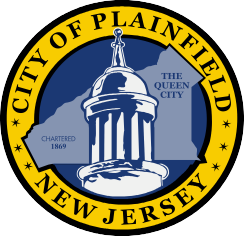 CITY OF PLAINFIELD
THE
QUEEN
CITY
CHARTERED
1869
NEW JERSEY